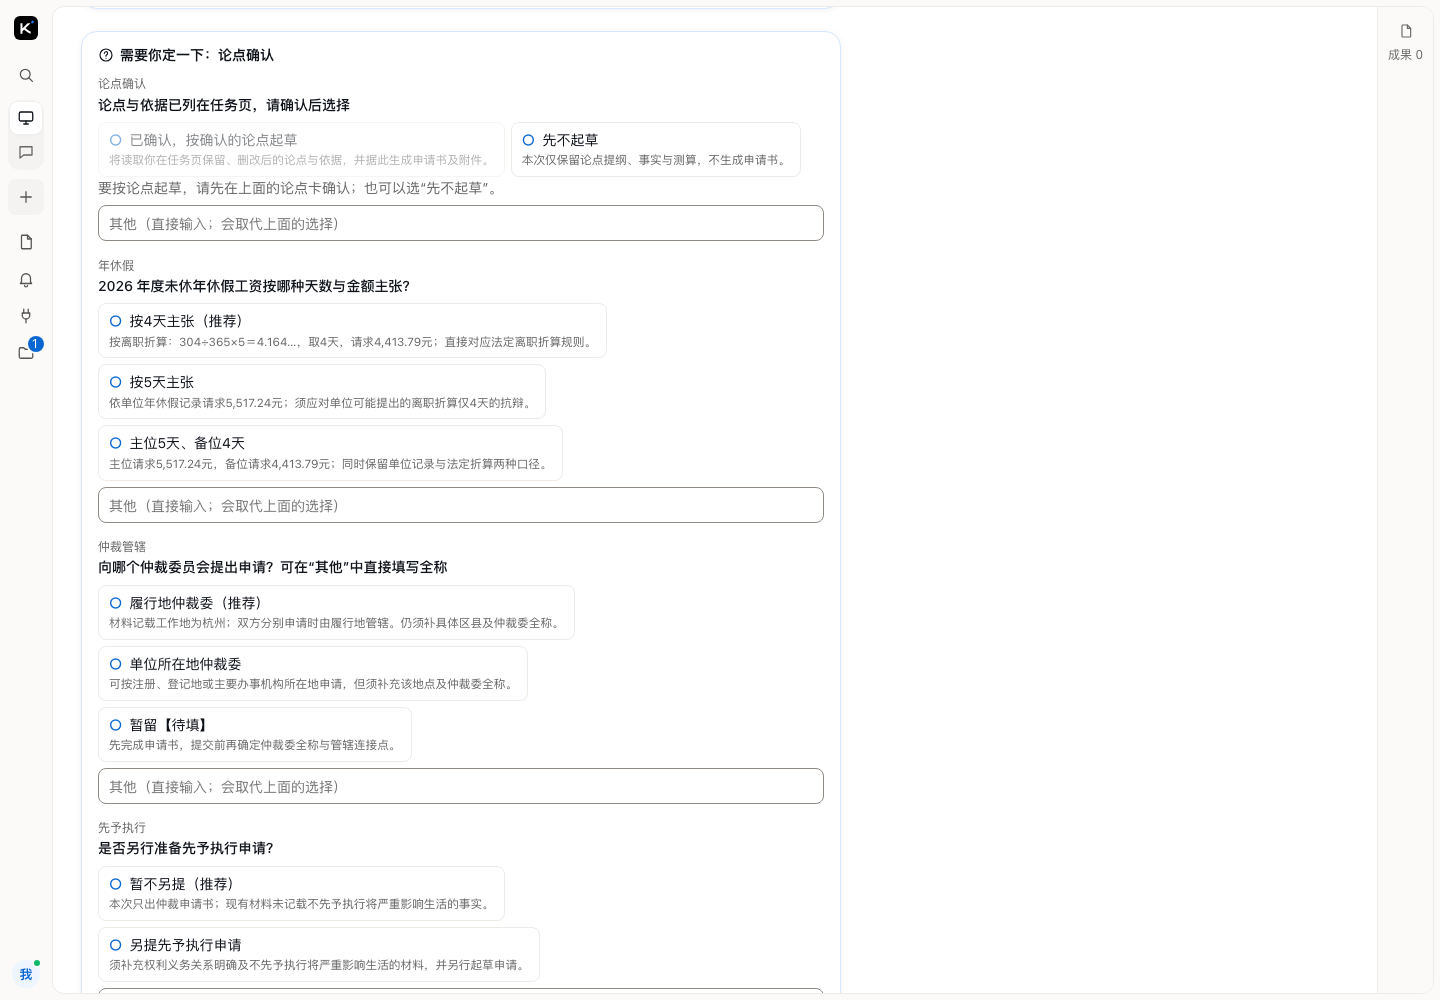 K
成果 0
需要你定一下：论点确认
论点确认
论点与依据已列在任务页，请确认后选择
已确认，按确认的论点起草
将读取你在任务页保留、删改后的论点与依据，并据此生成申请书及附件。
先不起草
本次仅保留论点提纲、事实与测算，不生成申请书。
要按论点起草，请先在上面的论点卡确认；也可以选“先不起草”。
其他（直接输入；会取代上面的选择）
年休假
2026 年度未休年休假工资按哪种天数与金额主张？
按4天主张（推荐）
按离职折算：304÷365×5＝4.164…，取4天，请求4,413.79元；直接对应法定离职折算规则。
按5天主张
依单位年休假记录请求5,517.24元；须应对单位可能提出的离职折算仅4天的抗辩。
主位5天、备位4天
主位请求5,517.24元，备位请求4,413.79元；同时保留单位记录与法定折算两种口径。
其他（直接输入；会取代上面的选择）
仲裁管辖
向哪个仲裁委员会提出申请？可在“其他”中直接填写全称
履行地仲裁委（推荐）
材料记载工作地为杭州；双方分别申请时由履行地管辖。仍须补具体区县及仲裁委全称。
单位所在地仲裁委
可按注册、登记地或主要办事机构所在地申请，但须补充该地点及仲裁委全称。
暂留【待填】
先完成申请书，提交前再确定仲裁委全称与管辖连接点。
其他（直接输入；会取代上面的选择）
先予执行
是否另行准备先予执行申请？
暂不另提（推荐）
本次只出仲裁申请书；现有材料未记载不先予执行将严重影响生活的事实。
另提先予执行申请
须补充权利义务关系明确及不先予执行将严重影响生活的材料，并另行起草申请。
1
我